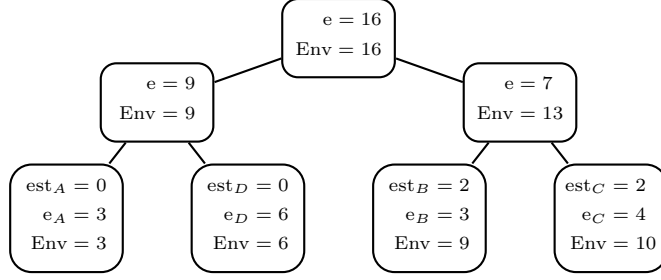 e = 16
Env = 16
e = 9
Env = 9
e = 7
Env = 13
est_A = 0
e_A = 3
Env = 3
est_D = 0
e_D = 6
Env = 6
est_B = 2
e_B = 3
Env = 9
est_C = 2
e_C = 4
Env = 10